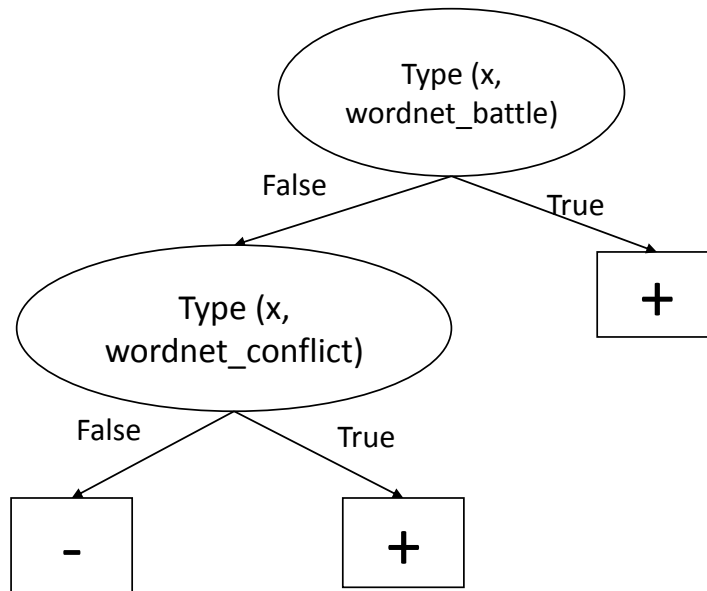 Type (x,
wordnet_battle)
False
True
+
Type (x,
wordnet_conflict)
False
True
-
+